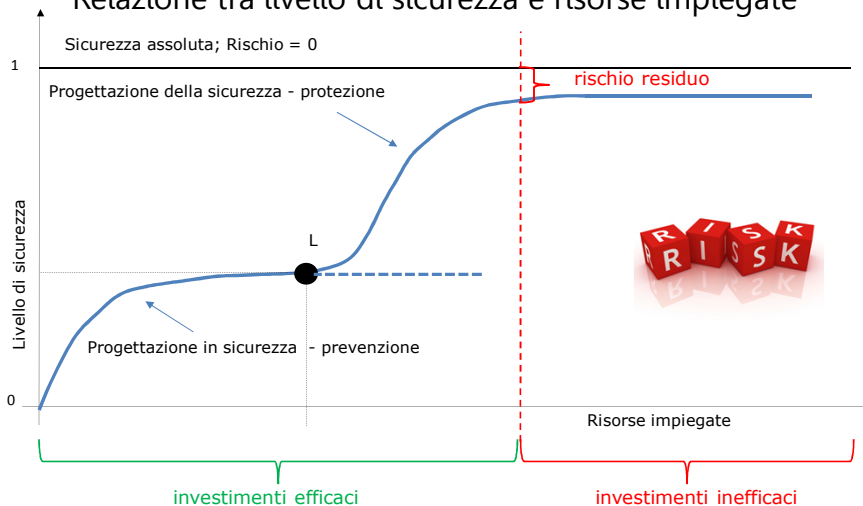 Relazione tra livello di sicurezza e risorse impiegate
Sicurezza assoluta; Rischio = 0
1
rischio residuo
Progettazione della sicurezza - protezione
L
Livello di sicurezza
R I S K
R I S K
Progettazione in sicurezza - prevenzione
0
Risorse impiegate
investimenti efficaci
investimenti inefficaci